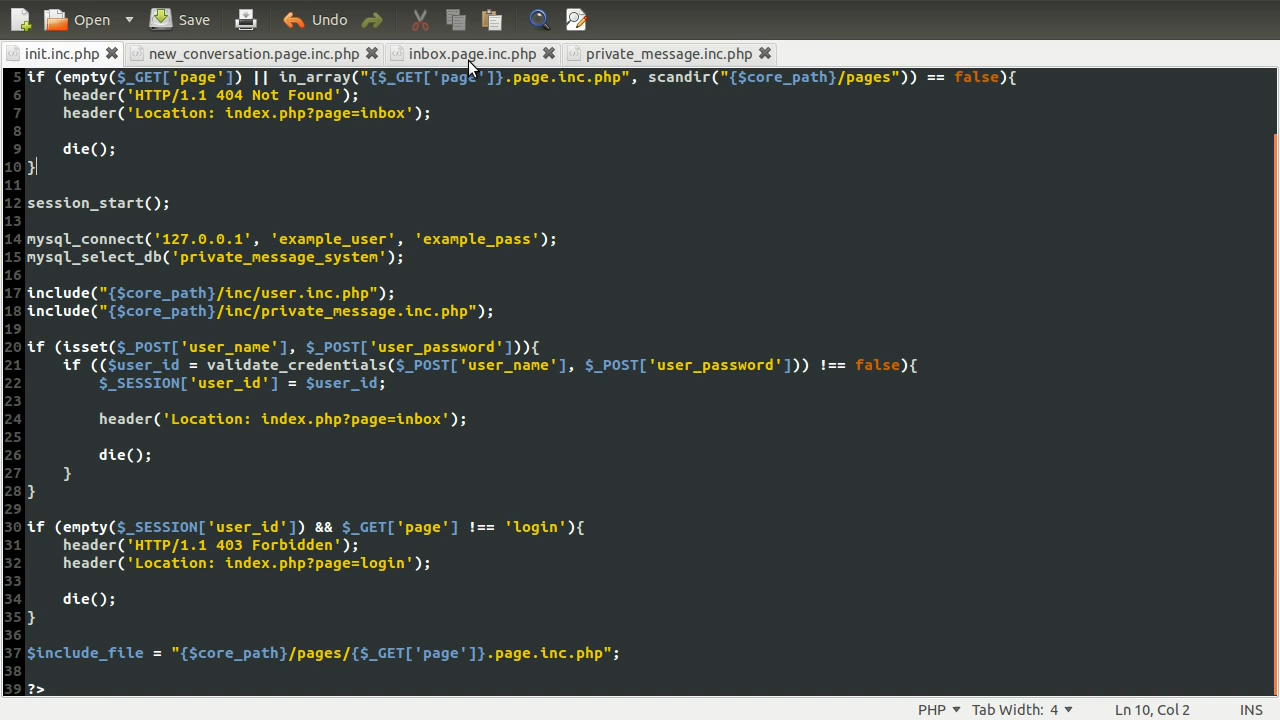 Open Save Undo
init.inc.php new_conversation.page.inc.php inbox.page.inc.php private_message.inc.php
5 if (empty($_GET['page']) || in_array("{$_GET['page']}.page.inc.php", scandir("{$core_path}/pages")) == false){
6 header('HTTP/1.1 404 Not Found');
7 header('Location: index.php?page=inbox');
8
9 die();
10 }
11
12 session_start();
13
14 mysql_connect('127.0.0.1', 'example_user', 'example_pass');
15 mysql_select_db('private_message_system');
16
17 include("{$core_path}/inc/user.inc.php");
18 include("{$core_path}/inc/private_message.inc.php");
19
20 if (isset($_POST['user_name'], $_POST['user_password'])){
21 if (($user_id = validate_credentials($_POST['user_name'], $_POST['user_password'])) !== false){
22 $_SESSION['user_id'] = $user_id;
23
24 header('Location: index.php?page=inbox');
25
26 die();
27 }
28 }
29
30 if (empty($_SESSION['user_id']) && $_GET['page'] !== 'login'){
31 header('HTTP/1.1 403 Forbidden');
32 header('Location: index.php?page=login');
33
34 die();
35 }
36
37 $include_file = "{$core_path}/pages/{$_GET['page']}.page.inc.php";
38
39 ?>
PHP Tab Width: 4 Ln 10, Col 2 INS